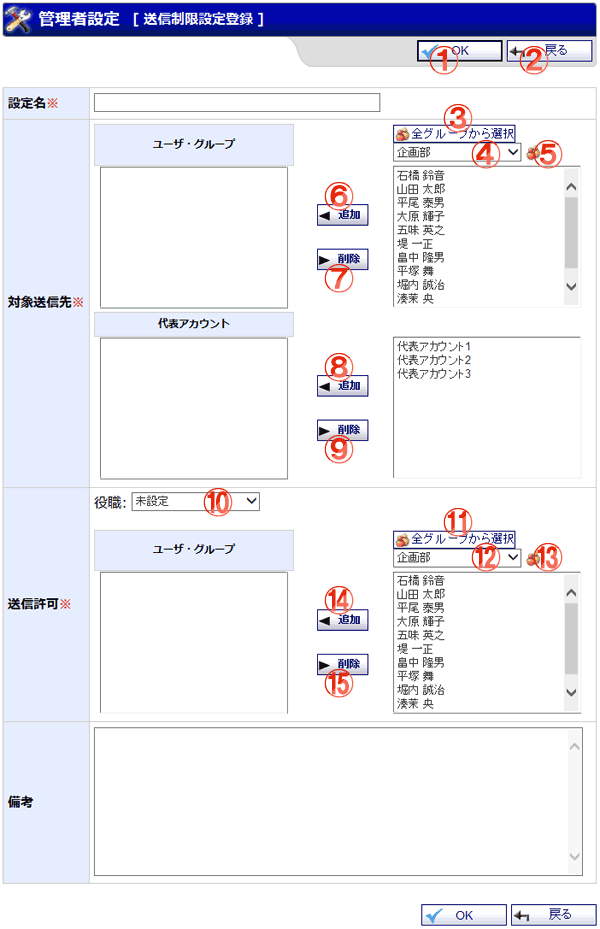 管理者設定 [ 送信制限設定登録 ]
① OK ② 戻る
設定名※
対象送信先※
ユーザ・グループ
③ 全グループから選択
企画部 ④ ⑤
石橋 鈴音
山田 太郎
平尾 泰男
大原 輝子
五味 英之
堤 一正
畠中 隆男
平塚 舞
堀内 誠治
湊茉 央
⑥ 追加
⑦ 削除
代表アカウント
代表アカウント1
代表アカウント2
代表アカウント3
⑧ 追加
⑨ 削除
送信許可※
役職: 未設定 ⑩
ユーザ・グループ
⑪ 全グループから選択
企画部 ⑫ ⑬
石橋 鈴音
山田 太郎
平尾 泰男
大原 輝子
五味 英之
堤 一正
畠中 隆男
平塚 舞
堀内 誠治
湊茉 央
⑭ 追加
⑮ 削除
備考
OK 戻る